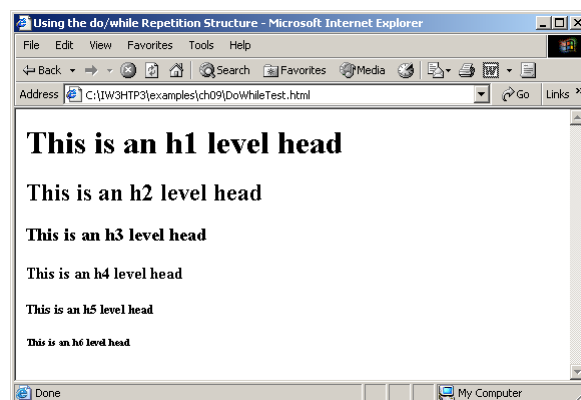 Using the do/while Repetition Structure - Microsoft Internet Explorer
File Edit View Favorites Tools Help
Back Search Favorites Media
Address C:\IW3HTP3\examples\ch09\DoWhileTest.html Go Links »
This is an h1 level head
This is an h2 level head
This is an h3 level head
This is an h4 level head
This is an h5 level head
This is an h6 level head
Done My Computer